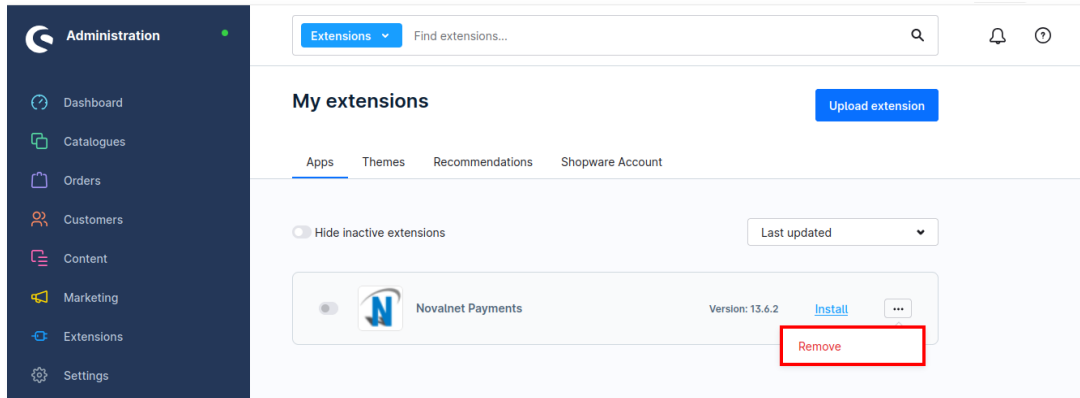 Administration
Extensions
Find extensions...
Dashboard
Catalogues
Orders
Customers
Content
Marketing
Extensions
Settings
My extensions
Upload extension
Apps Themes Recommendations Shopware Account
Hide inactive extensions
Last updated
N Novalnet Payments Version: 13.6.2 Install ...
Remove